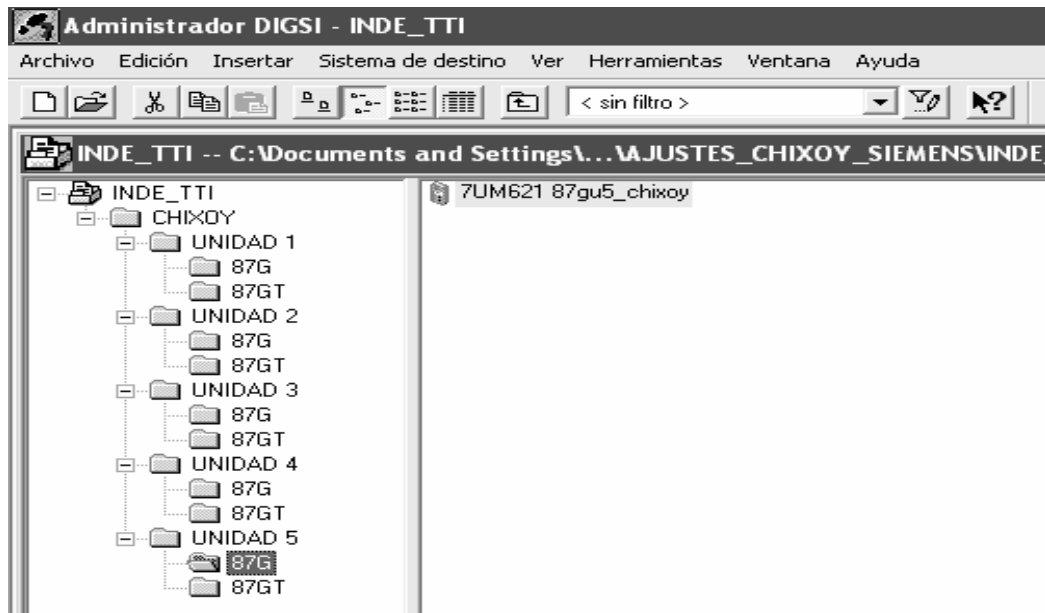 Administrador DIGSI - INDE_TTI
Archivo Edición Insertar Sistema de destino Ver Herramientas Ventana Ayuda
< sin filtro >
INDE_TTI -- C:\Documents and Settings\...\AJUSTES_CHIXOY_SIEMENS\INDE_
INDE_TTI
7UM621 87gu5_chixoy
CHIXOY
UNIDAD 1
87G
87GT
UNIDAD 2
87G
87GT
UNIDAD 3
87G
87GT
UNIDAD 4
87G
87GT
UNIDAD 5
87G
87GT